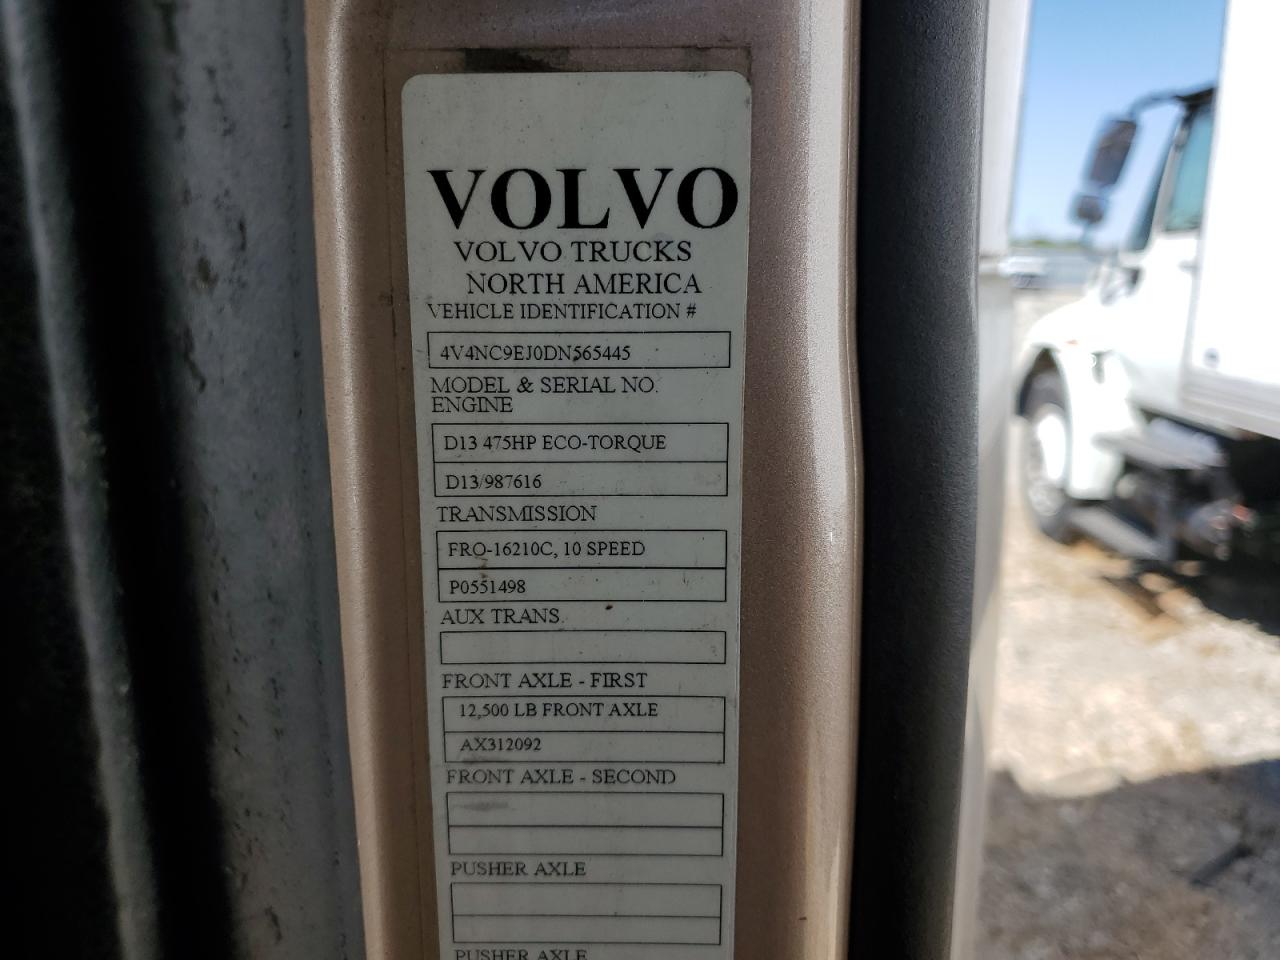 VOLVO
VOLVO TRUCKS
NORTH AMERICA
VEHICLE IDENTIFICATION #
4V4NC9EJ0DN565445
MODEL & SERIAL NO.
ENGINE
D13 475HP ECO-TORQUE
D13/987616
TRANSMISSION
FRO-16210C, 10 SPEED
P0551498
AUX TRANS.
FRONT AXLE - FIRST
12,500 LB FRONT AXLE
AX312092
FRONT AXLE - SECOND
PUSHER AXLE
PUSHER AXLE